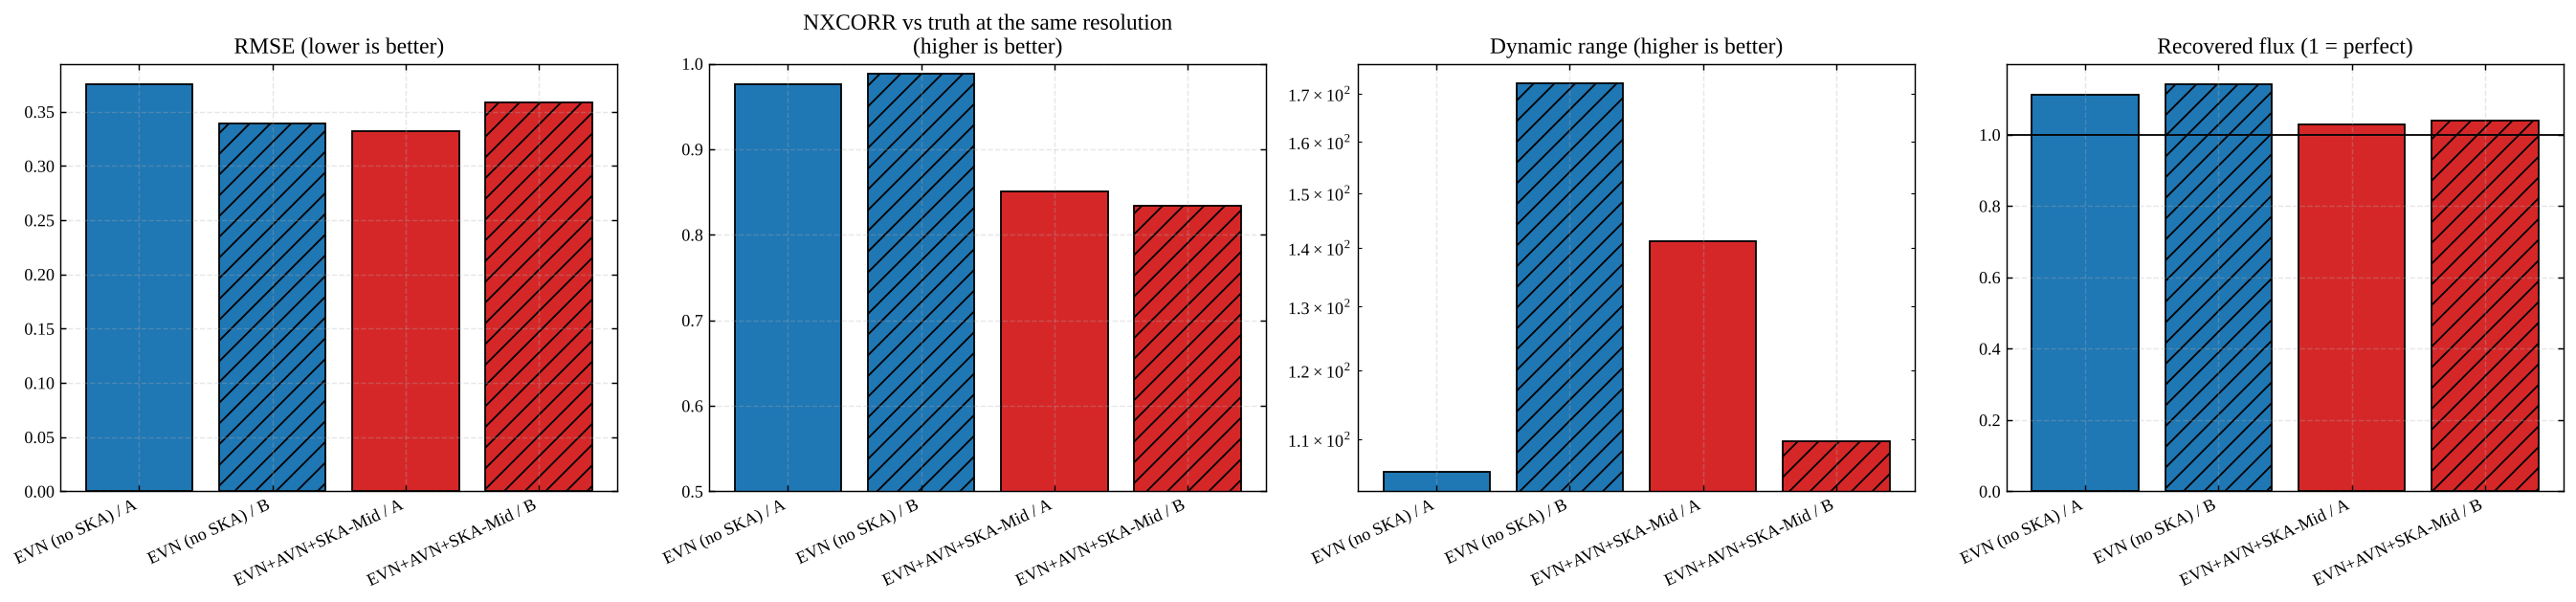 RMSE (lower is better)
0.35
0.30
0.25
0.20
0.15
0.10
0.05
0.00
EVN (no SKA) / A
EVN (no SKA) / B
EVN+AVN+SKA-Mid / A
EVN+AVN+SKA-Mid / B
NXCORR vs truth at the same resolution
(higher is better)
1.0
0.9
0.8
0.7
0.6
0.5
EVN (no SKA) / A
EVN (no SKA) / B
EVN+AVN+SKA-Mid / A
EVN+AVN+SKA-Mid / B
Dynamic range (higher is better)
1.7 × 10²
1.6 × 10²
1.5 × 10²
1.4 × 10²
1.3 × 10²
1.2 × 10²
1.1 × 10²
EVN (no SKA) / A
EVN (no SKA) / B
EVN+AVN+SKA-Mid / A
EVN+AVN+SKA-Mid / B
Recovered flux (1 = perfect)
1.0
0.8
0.6
0.4
0.2
0.0
EVN (no SKA) / A
EVN (no SKA) / B
EVN+AVN+SKA-Mid / A
EVN+AVN+SKA-Mid / B